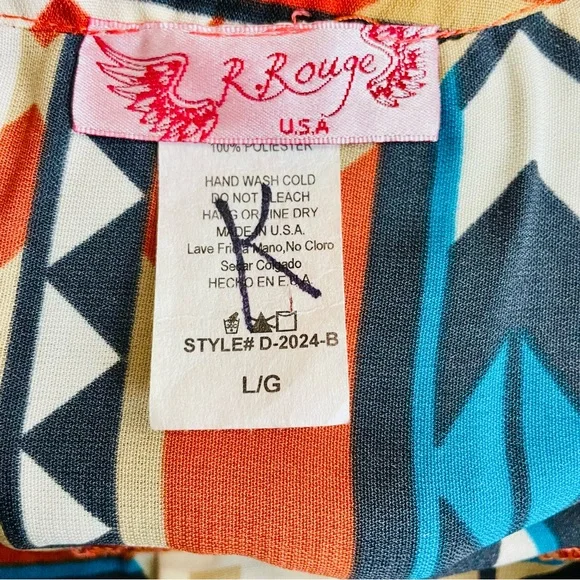 R.Rouge
U.S.A
100% POLIESTER
HAND WASH COLD
DO NOT BLEACH
HANG OR LINE DRY
MADE IN U.S.A.
Lave Fric a Mano,No Cloro
Secar Colgado
HECHO EN E.U.A
K
STYLE# D-2024-B
L/G